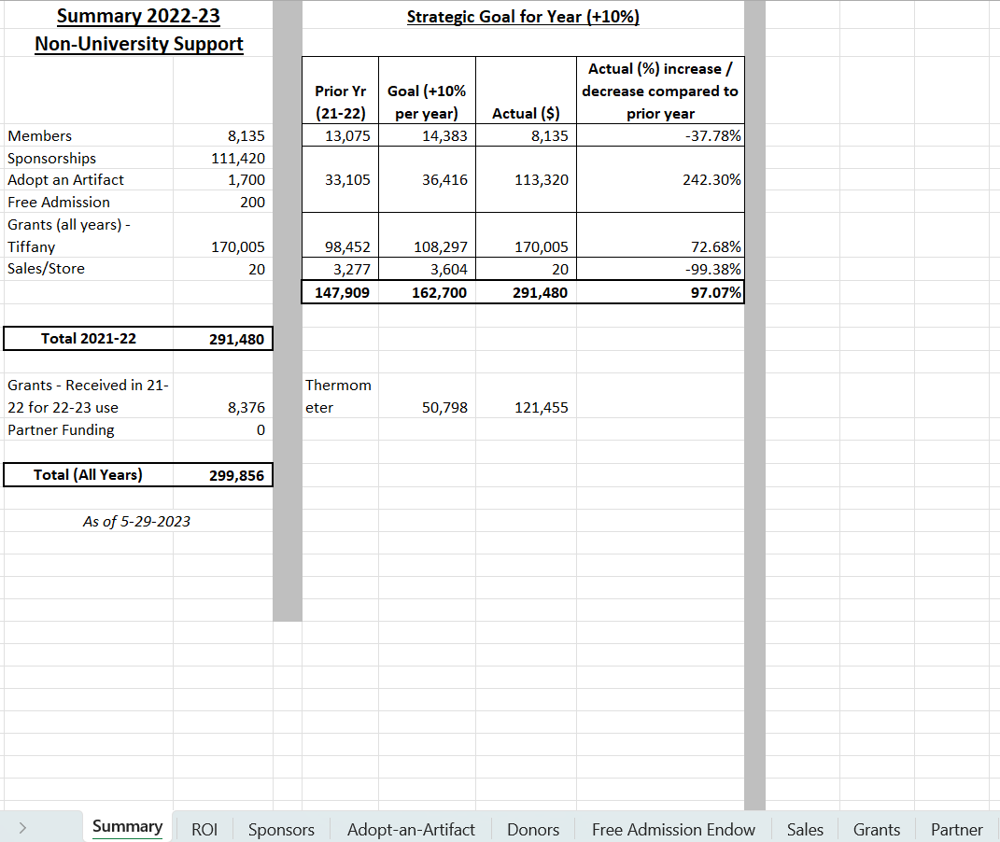 Summary 2022-23
Non-University Support
Strategic Goal for Year (+10%)
Prior Yr (21-22) Goal (+10% per year) Actual ($) Actual (%) increase / decrease compared to prior year
Members 8,135 13,075 14,383 8,135 -37.78%
Sponsorships 111,420
Adopt an Artifact 1,700 33,105 36,416 113,320 242.30%
Free Admission 200
Grants (all years) -
Tiffany 170,005 98,452 108,297 170,005 72.68%
Sales/Store 20 3,277 3,604 20 -99.38%
147,909 162,700 291,480 97.07%
Total 2021-22 291,480
Grants - Received in 21-
22 for 22-23 use 8,376
Thermom
eter 50,798 121,455
Partner Funding 0
Total (All Years) 299,856
As of 5-29-2023
Summary ROI Sponsors Adopt-an-Artifact Donors Free Admission Endow Sales Grants Partner